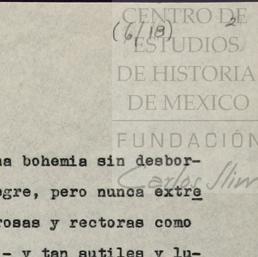 (6/18)
2
CENTRO DE
ESTUDIOS
DE HISTORIA
DE MEXICO
FUNDACIÓN
Carlos Slim
na bohemia sin desbor-
egre, pero nunca extre
rosas y rectoras como
- y tan sutiles y lu-